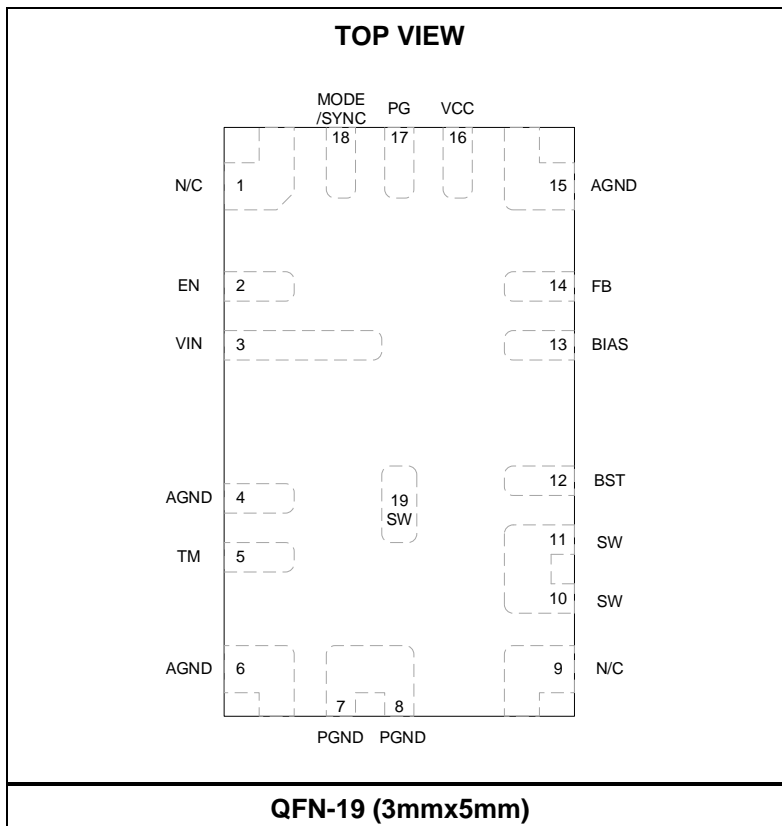 TOP VIEW
MODE
/SYNC
PG
VCC
18
17
16
N/C
1
15
AGND
EN
2
14
FB
VIN
3
13
BIAS
12
BST
AGND
4
19
SW
11
SW
TM
5
10
SW
AGND
6
9
N/C
7
8
PGND
PGND
QFN-19 (3mmx5mm)